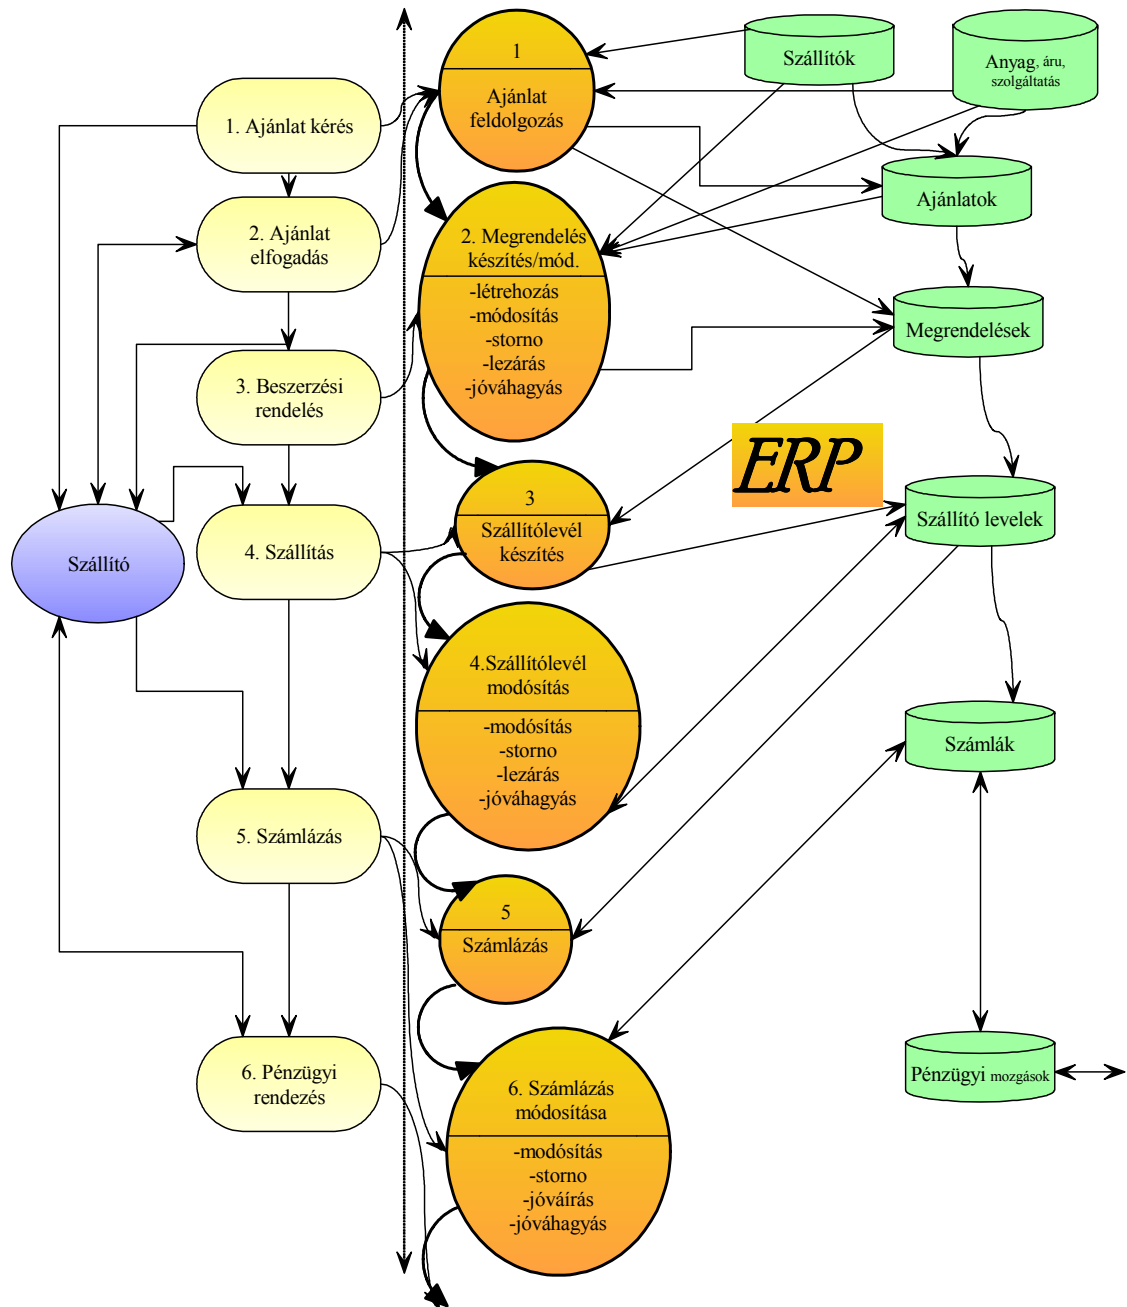 1. Ajánlat kérés
2. Ajánlat
elfogadás
3. Beszerzési
rendelés
4. Szállítás
5. Számlázás
6. Pénzügyi
rendezés
Szállító
1
Ajánlat
feldolgozás
2. Megrendelés
készítés/mód.
-létrehozás
-módosítás
-storno
-lezárás
-jóváhagyás
3
Szállítólevél
készítés
4.Szállítólevél
modósítás
-modósítás
-storno
-lezárás
-jóváhagyás
5
Számlázás
6. Számlázás
módosítása
-modósítás
-storno
-jóváírás
-jóváhagyás
ERP
Szállítók
Anyag, áru,
szolgáltatás
Ajánlatok
Megrendelések
Szállító levelek
Számlák
Pénzügyi mozgások